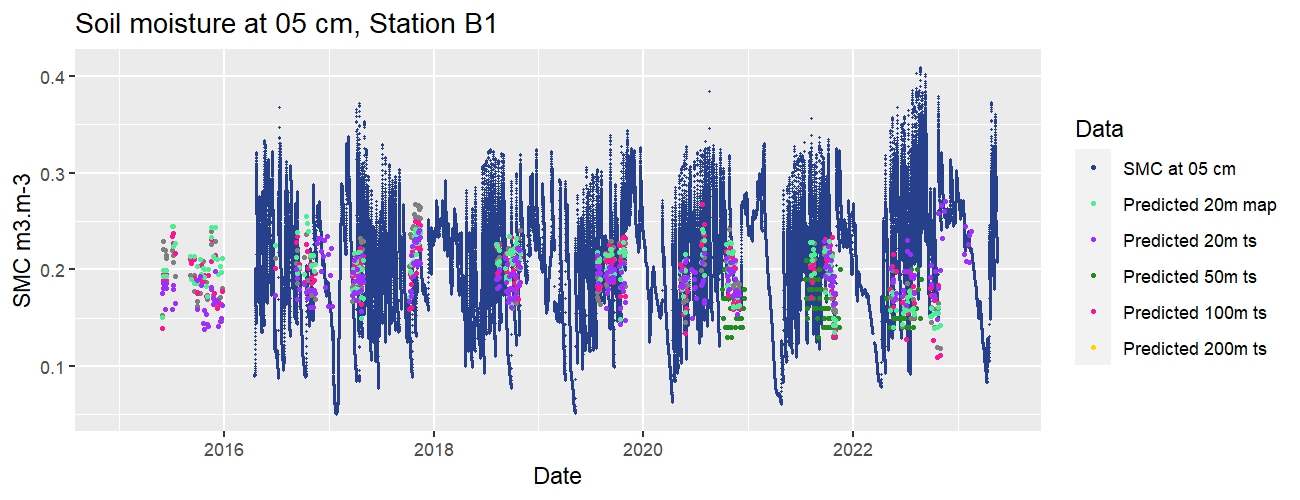 Soil moisture at 05 cm, Station B1
SMC m3.m-3
0.4
0.3
0.2
0.1
2016
2018
2020
2022
Date
Data
SMC at 05 cm
Predicted 20m map
Predicted 20m ts
Predicted 50m ts
Predicted 100m ts
Predicted 200m ts